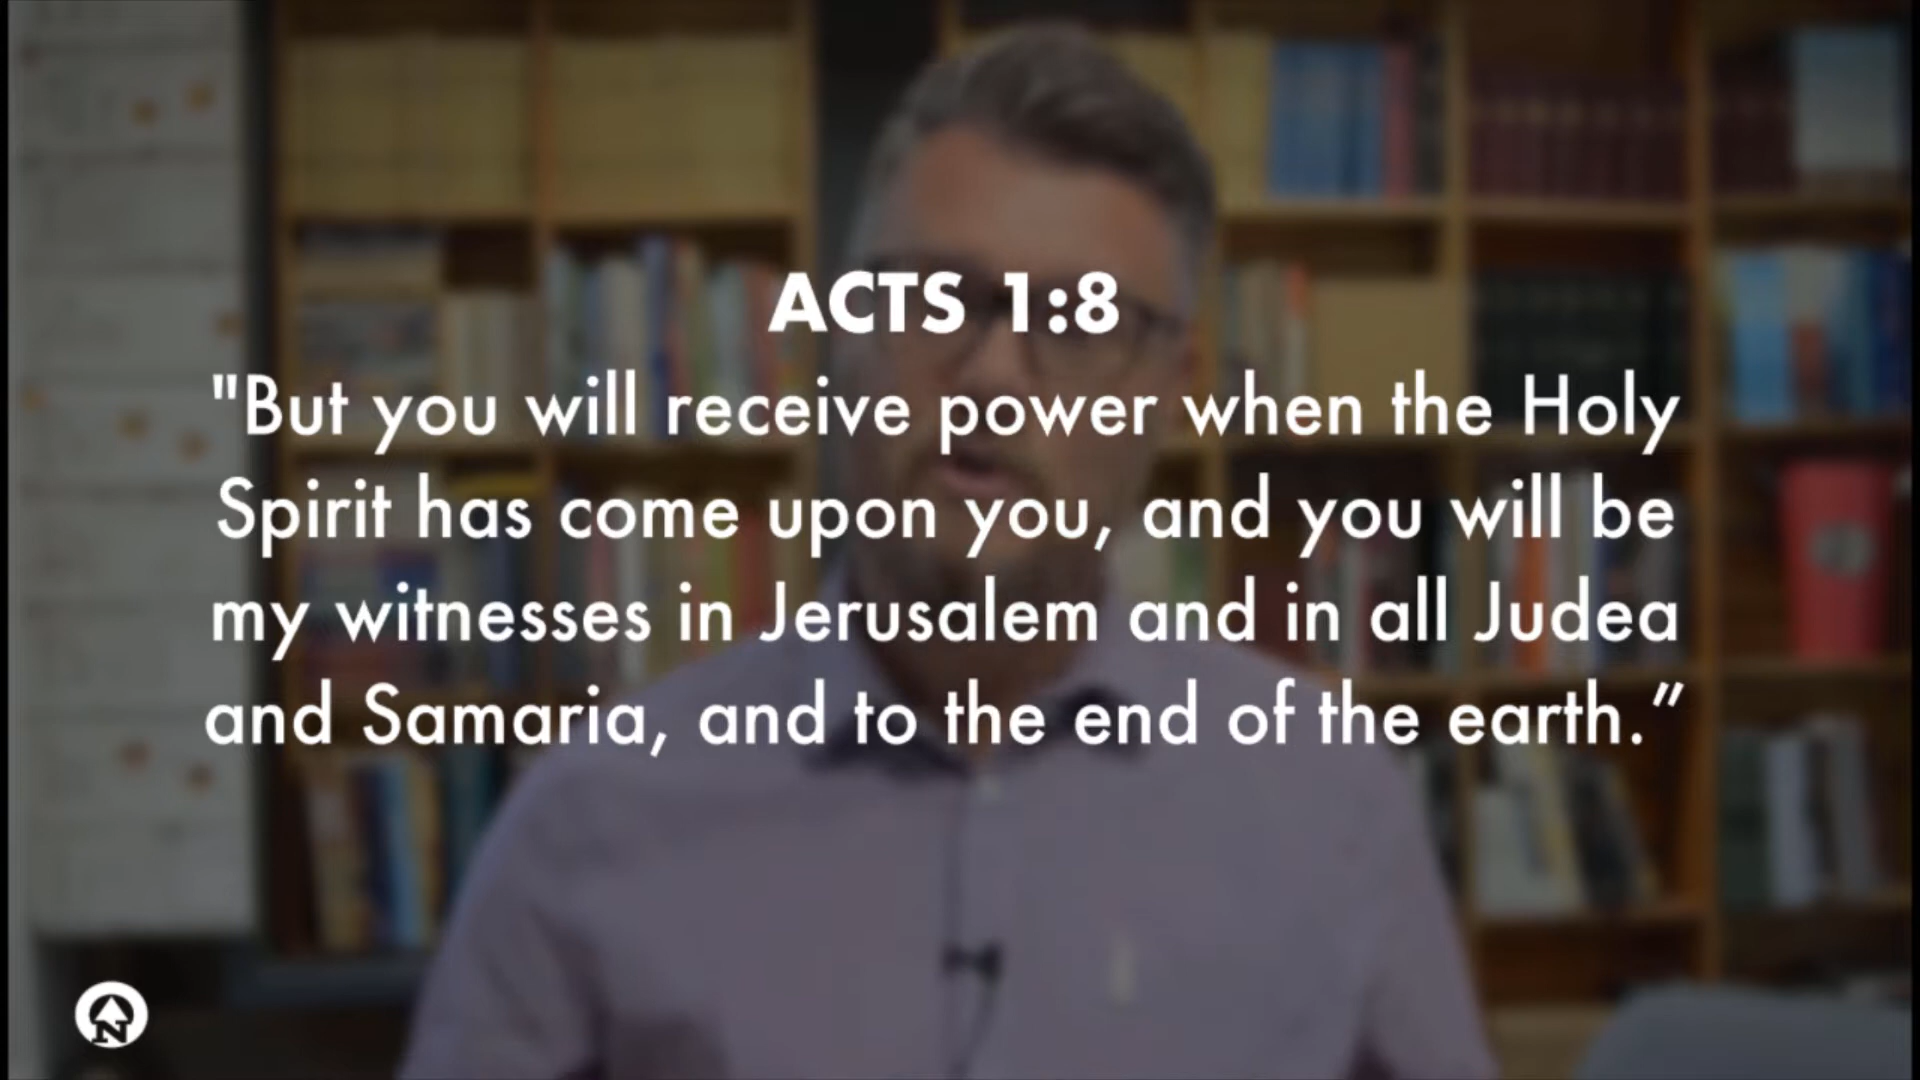 ACTS 1:8
"But you will receive power when the Holy
Spirit has come upon you, and you will be
my witnesses in Jerusalem and in all Judea
and Samaria, and to the end of the earth.”
N